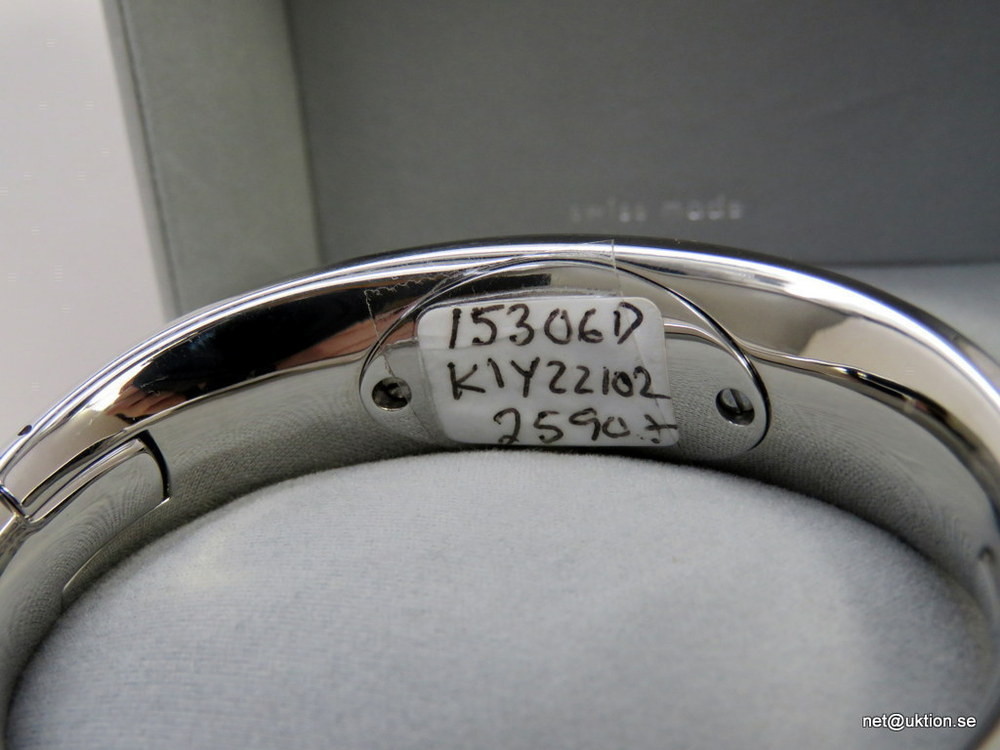 swiss made
15306D
K1Y22102
2590:-
net@uktion.se